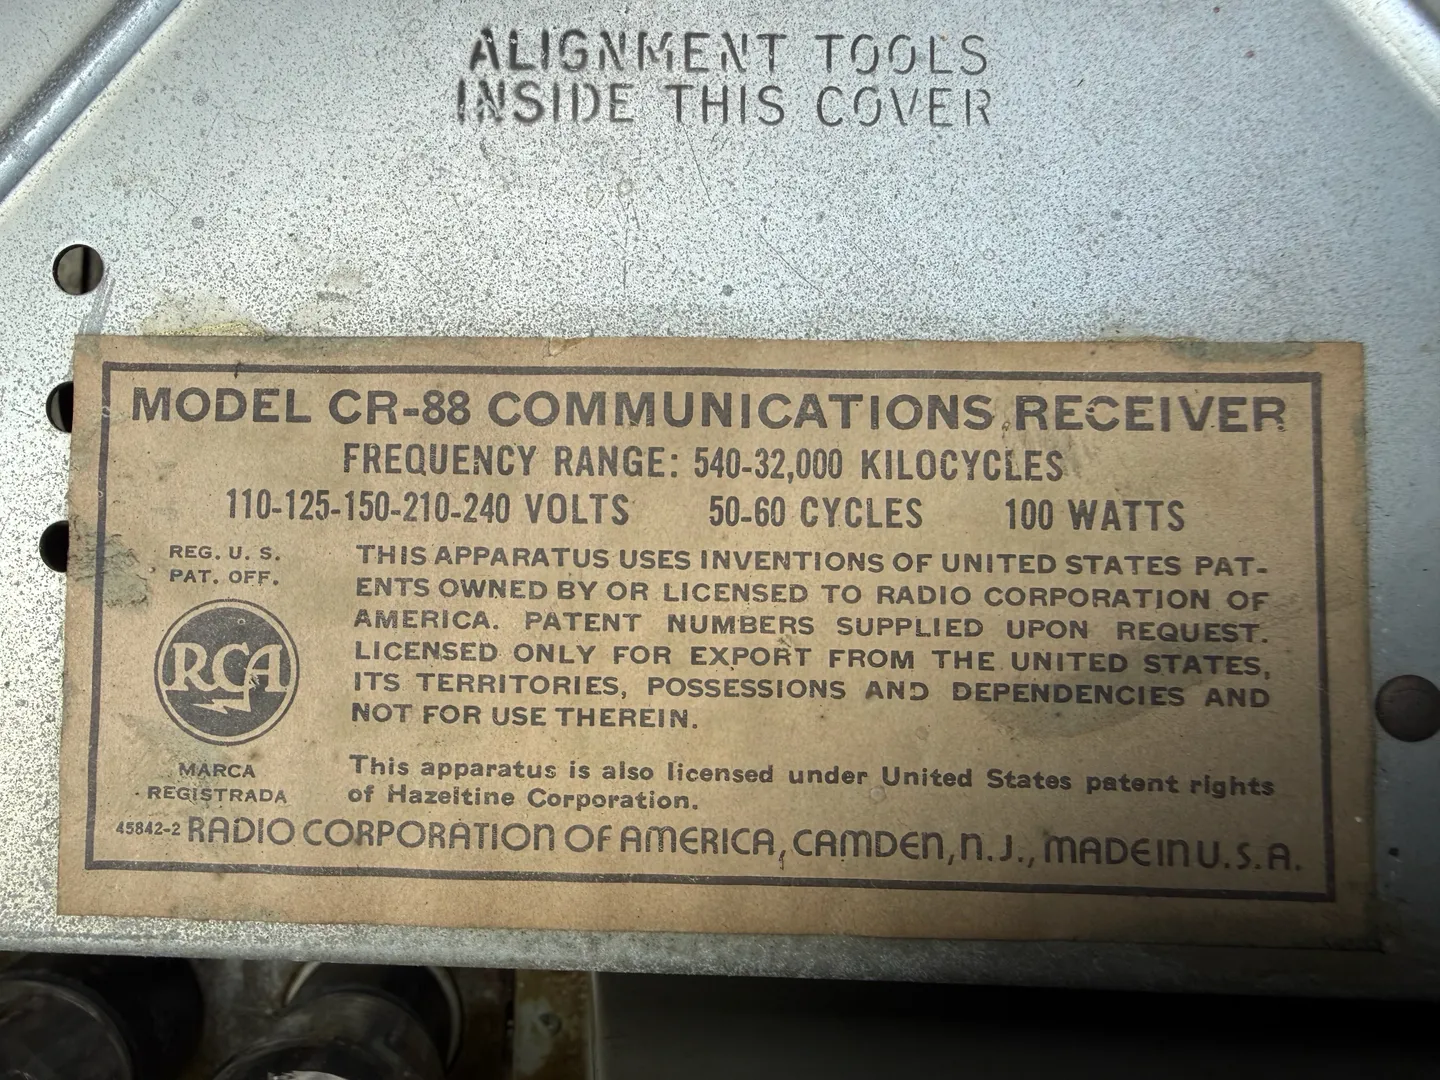 ALIGNMENT TOOLS
INSIDE THIS COVER
MODEL CR-88 COMMUNICATIONS RECEIVER
FREQUENCY RANGE: 540-32,000 KILOCYCLES
110-125-150-210-240 VOLTS 50-60 CYCLES 100 WATTS
REG. U. S.
PAT. OFF.
RCA
MARCA
REGISTRADA
THIS APPARATUS USES INVENTIONS OF UNITED STATES PAT-
ENTS OWNED BY OR LICENSED TO RADIO CORPORATION OF
AMERICA. PATENT NUMBERS SUPPLIED UPON REQUEST.
LICENSED ONLY FOR EXPORT FROM THE UNITED STATES,
ITS TERRITORIES, POSSESSIONS AND DEPENDENCIES AND
NOT FOR USE THEREIN.
This apparatus is also licensed under United States patent rights
of Hazeltine Corporation.
45842-2 RADIO CORPORATION OF AMERICA, CAMDEN, N. J., MADE IN U.S.A.